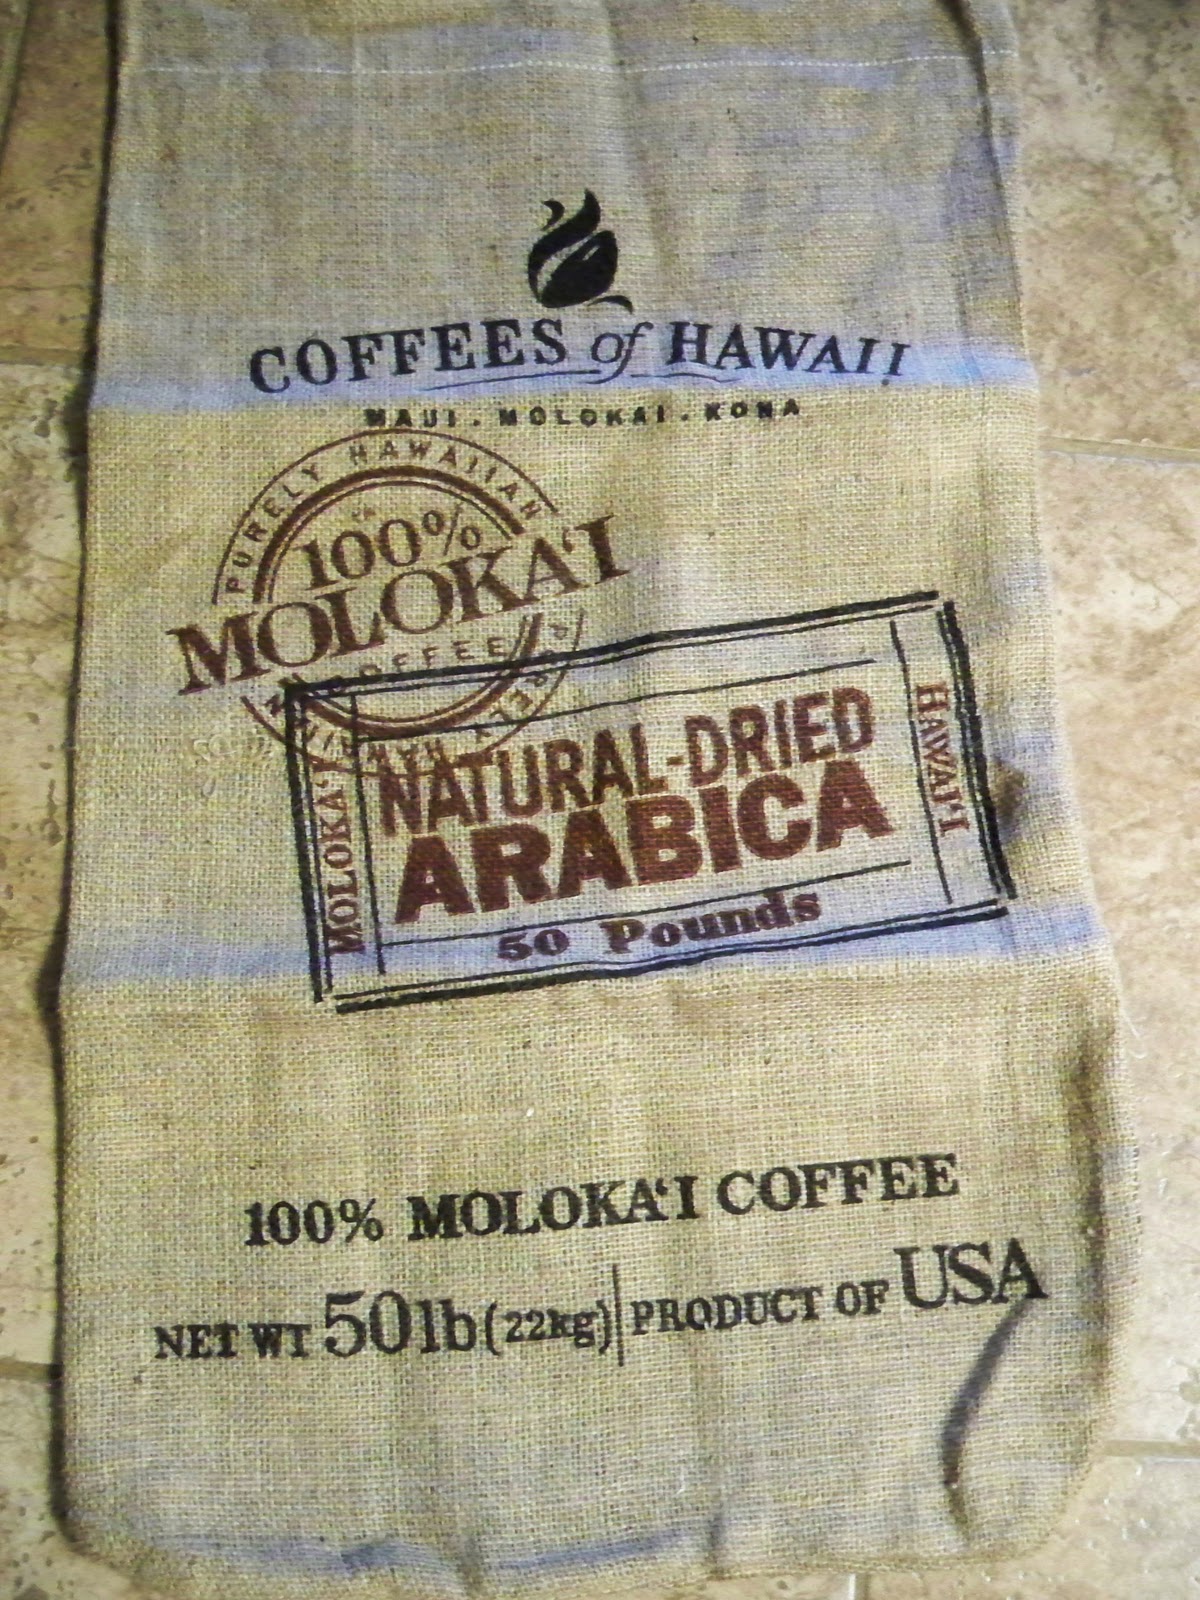 COFFEES of HAWAII
MAUI . MOLOKAI . KONA
PURELY HAWAIIAN
100%
MOLOKA‘I
COFFEE
NATURAL-DRIED
ARABICA
50 Pounds
MOLOKA‘I
HAWAI‘I
100% MOLOKA‘I COFFEE
NET WT 50lb (22kg) | PRODUCT OF USA